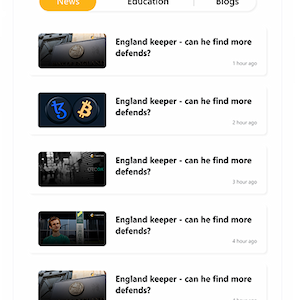 News
Education
Blogs
England keeper - can he find more
defends?
1 hour ago
England keeper - can he find more
defends?
2 hour ago
England keeper - can he find more
defends?
3 hour ago
England keeper - can he find more
defends?
4 hour ago
England keeper - can he find more
defends?